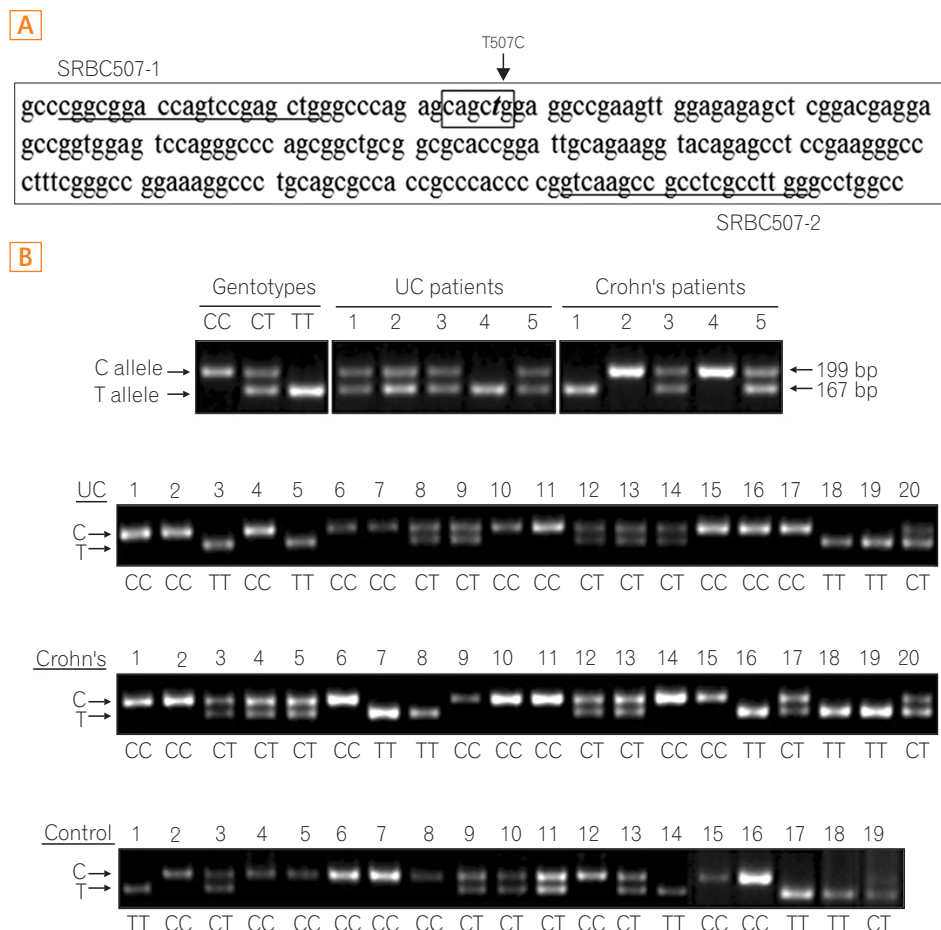 A
T507C
SRBC507-1
gcccggcgga ccagtccgag ctgggcccag agcagctgga ggccgaagtt ggagagagct cggacgagga
gccggtggag tccagggccc agcggctgcg gcgcaccgga ttgcagaagg tacagagcct ccgaagggcc
ctttcgggcc ggaaaggccc tgcagcgcca ccgcccaccc cggtcaagcc gcctcgcctt gggcctggcc
SRBC507-2
B
Gentotypes UC patients Crohn's patients
CC CT TT 1 2 3 4 5 1 2 3 4 5
C allele 199 bp
T allele 167 bp
UC 1 2 3 4 5 6 7 8 9 10 11 12 13 14 15 16 17 18 19 20
C
T
CC CC TT CC TT CC CC CT CT CC CC CT CT CT CC CC CC TT TT CT
Crohn's 1 2 3 4 5 6 7 8 9 10 11 12 13 14 15 16 17 18 19 20
C
T
CC CC CT CT CT CC TT TT CC CC CC CT CT CC CC TT CT TT TT CT
Control 1 2 3 4 5 6 7 8 9 10 11 12 13 14 15 16 17 18 19
C
T
TT CC CT CC CC CC CC CC CT CT CT CC CT TT CC CC TT TT CT